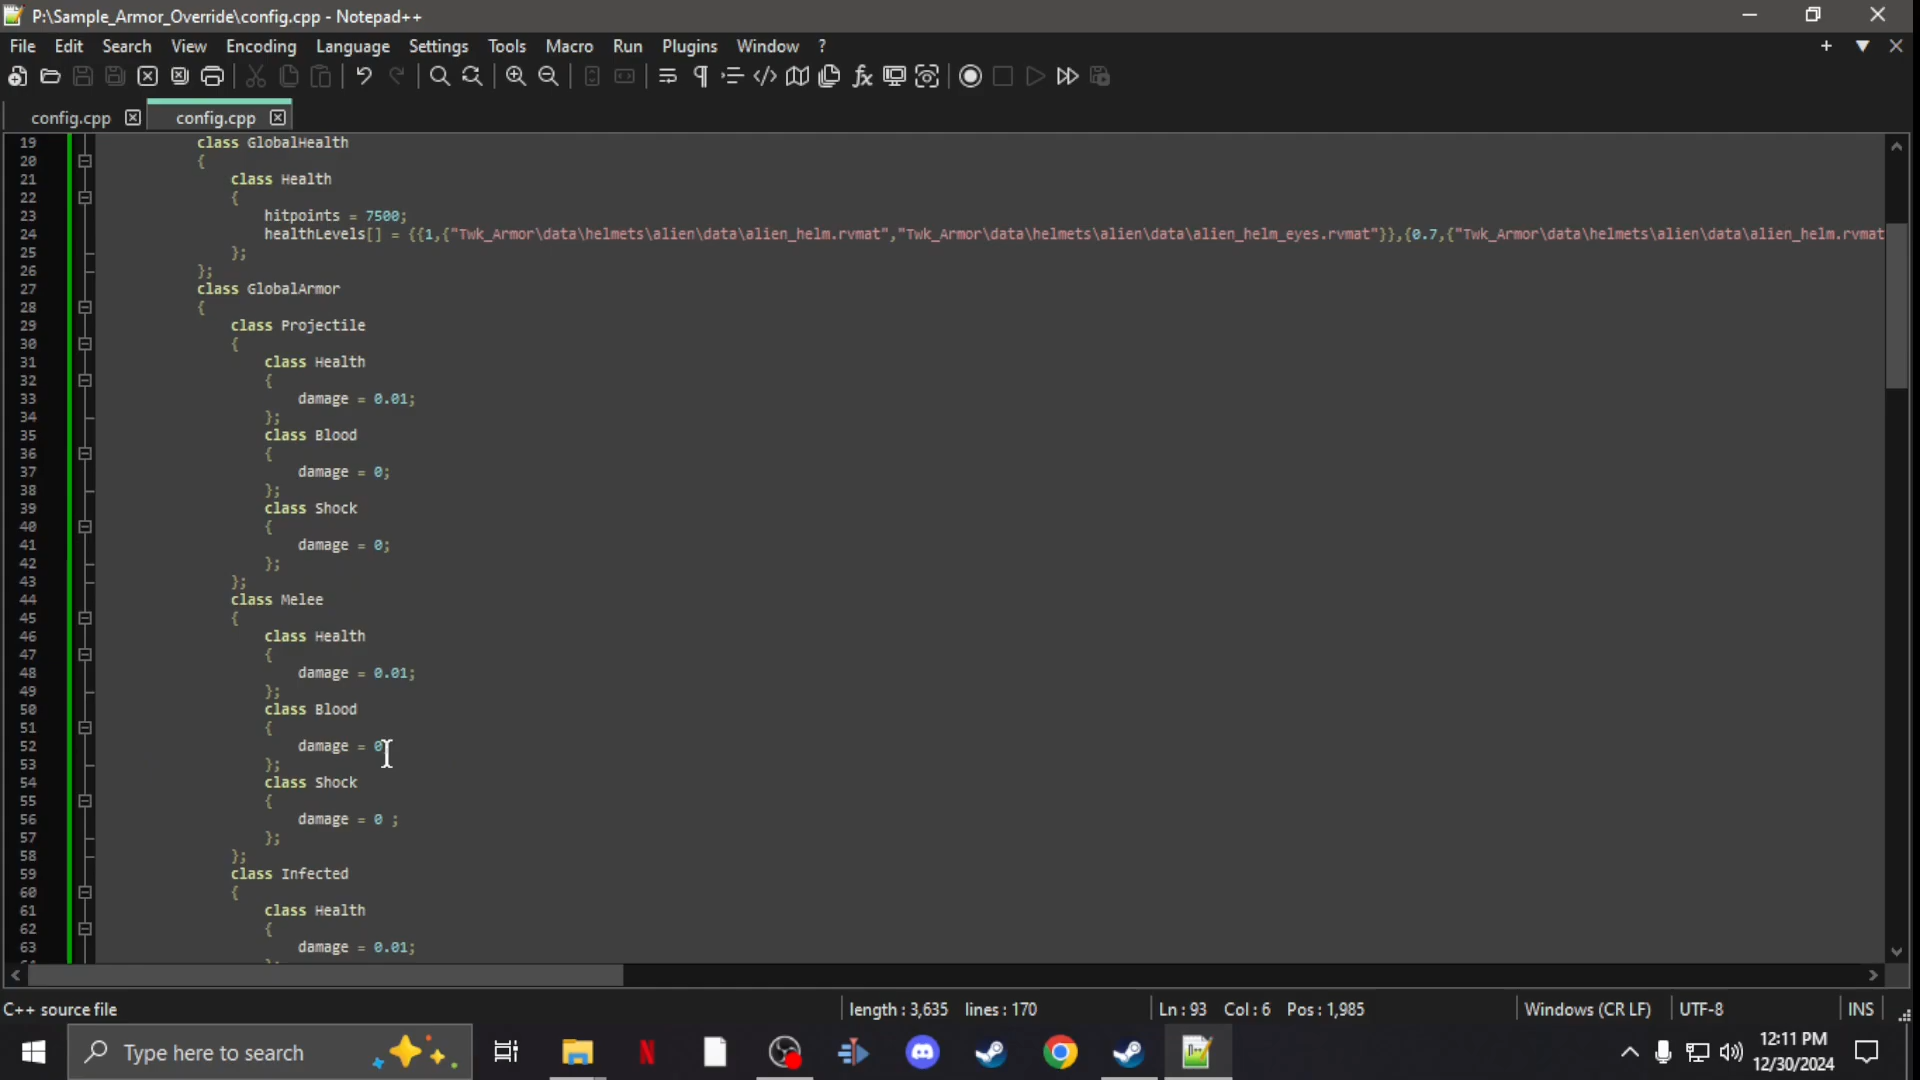 P:\Sample_Armor_Override\config.cpp - Notepad++
File Edit Search View Encoding Language Settings Tools Macro Run Plugins Window ?
config.cpp config.cpp
19 class GlobalHealth
20 {
21 class Health
22 {
23 hitpoints = 7500;
24 healthLevels[] = {{1,{"Twk_Armor\data\helmets\alien\data\alien_helm.rvmat","Twk_Armor\data\helmets\alien\data\alien_helm_eyes.rvmat"}},{0.7,{"Twk_Armor\data\helmets\alien\data\alien_helm.rvmat
25 };
26 };
27 class GlobalArmor
28 {
29 class Projectile
30 {
31 class Health
32 {
33 damage = 0.01;
34 };
35 class Blood
36 {
37 damage = 0;
38 };
39 class Shock
40 {
41 damage = 0;
42 };
43 };
44 class Melee
45 {
46 class Health
47 {
48 damage = 0.01;
49 };
50 class Blood
51 {
52 damage = 0
53 };
54 class Shock
55 {
56 damage = 0 ;
57 };
58 };
59 class Infected
60 {
61 class Health
62 {
63 damage = 0.01;
C++ source file length : 3,635 lines : 170 Ln : 93 Col : 6 Pos : 1,985 Windows (CR LF) UTF-8 INS
Type here to search
12:11 PM
12/30/2024